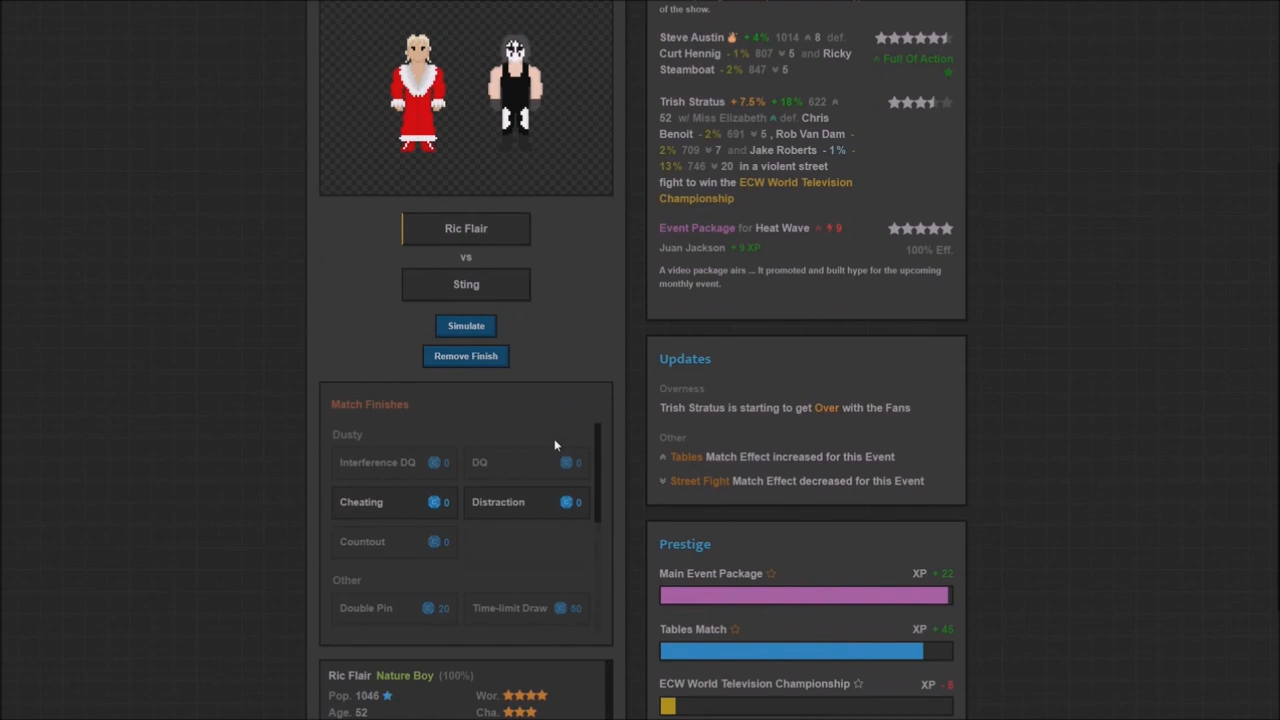 Ric Flair
vs
Sting
Simulate
Remove Finish
Match Finishes
Dusty
Interference DQ 0
DQ 0
Cheating 0
Distraction 0
Countout 0
Other
Double Pin 20
Time-limit Draw 50
Ric Flair Nature Boy (100%)
Pop. 1046
Wor.
Age. 52
Cha.
of the show.
Steve Austin + 4% 1014 8 def.
Curt Hennig - 1% 807 5 and Ricky
Steamboat - 2% 847 5
Full Of Action
Trish Stratus + 7.5% + 18% 622
52 w/ Miss Elizabeth def. Chris
Benoit - 2% 691 5 , Rob Van Dam -
2% 709 7 and Jake Roberts - 1% -
13% 746 20 in a violent street
fight to win the ECW World Television
Championship
Event Package for Heat Wave 9
Juan Jackson + 9 XP
100% Eff.
A video package airs ... It promoted and built hype for the upcoming
monthly event.
Updates
Overness
Trish Stratus is starting to get Over with the Fans
Other
Tables Match Effect increased for this Event
Street Fight Match Effect decreased for this Event
Prestige
Main Event Package XP + 22
Tables Match XP + 45
ECW World Television Championship XP - 8